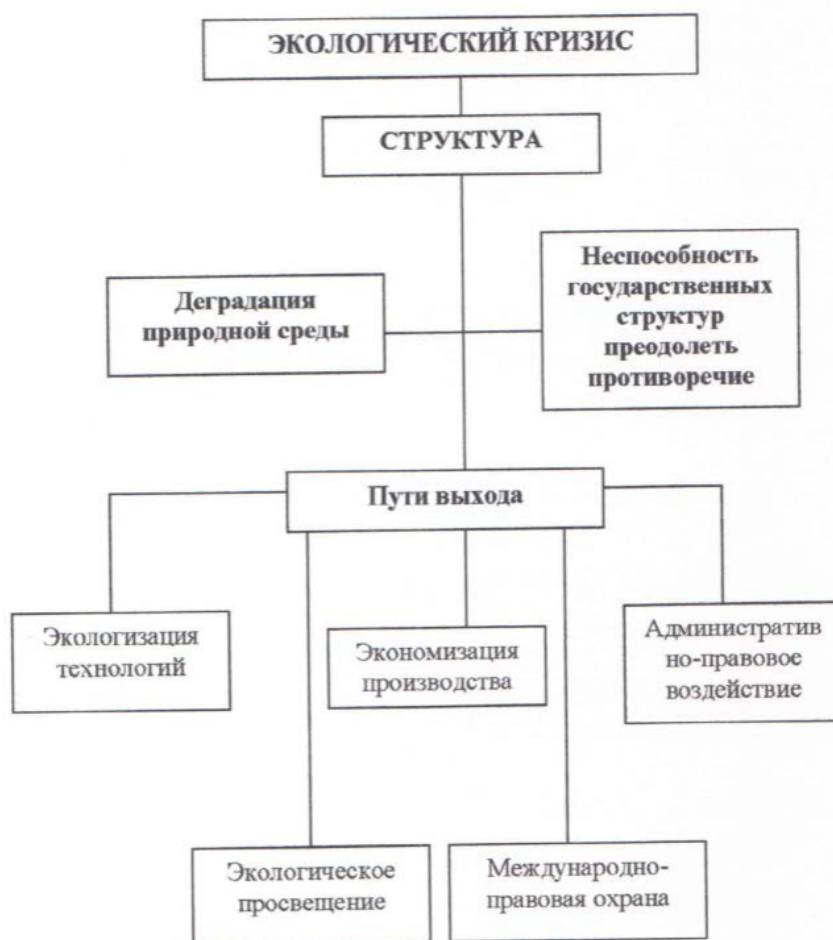 ЭКОЛОГИЧЕСКИЙ КРИЗИС
СТРУКТУРА
Деградация
природной среды
Неспособность
государственных
структур
преодолеть
противоречие
Пути выхода
Экологизация
технологий
Экономизация
производства
Административ
но-правовое
воздействие
Экологическое
просвещение
Международно-
правовая охрана